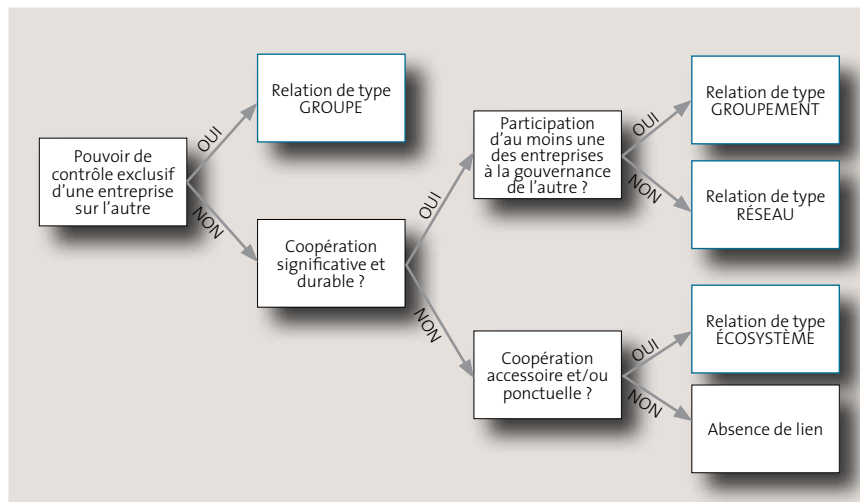 Pouvoir de
contrôle exclusif
d'une entreprise
sur l'autre
OUI
NON
Relation de type
GROUPE
Coopération
significative et
durable ?
OUI
NON
Participation
d'au moins une
des entreprises
à la gouvernance
de l'autre ?
OUI
NON
Relation de type
GROUPEMENT
Relation de type
RÉSEAU
Coopération
accessoire et/ou
ponctuelle ?
OUI
NON
Relation de type
ÉCOSYSTÈME
Absence de lien